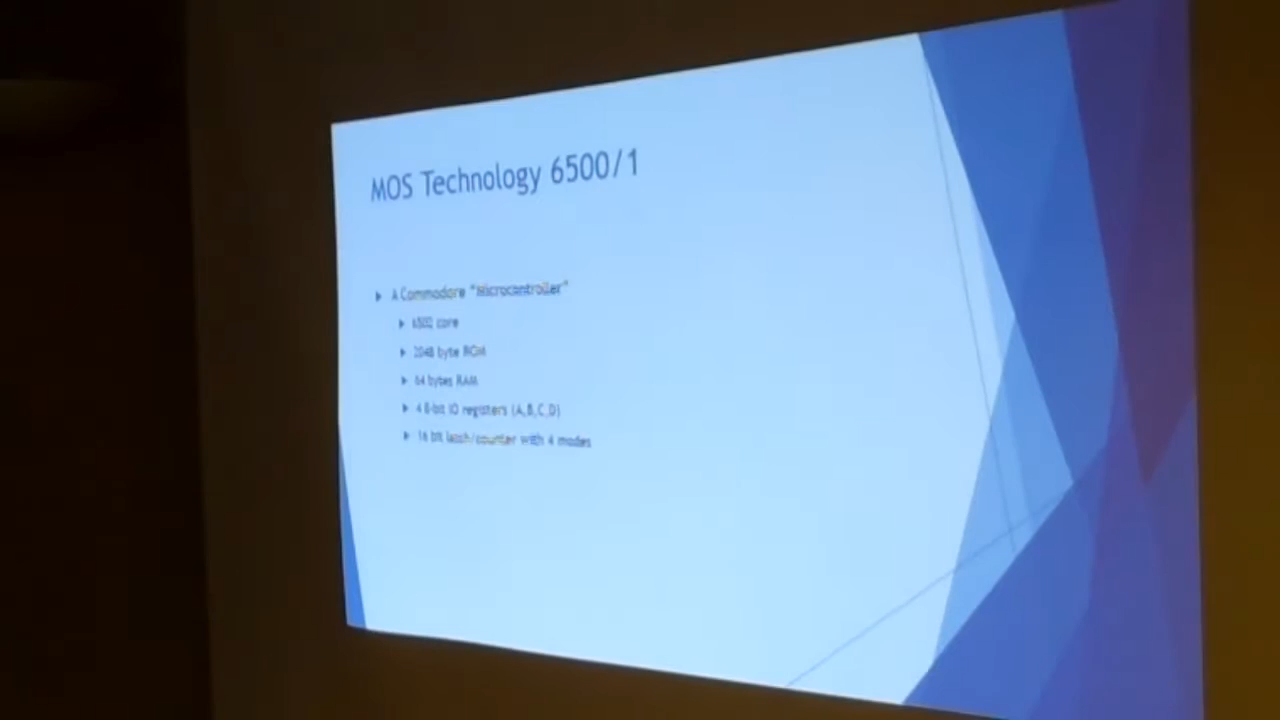 MOS Technology 6500/1
A Commodore "Microcontroller"
6502 core
2048 byte ROM
64 bytes RAM
4 8-bit IO registers (A,B,C,D)
16 bit latch/counter with 4 modes